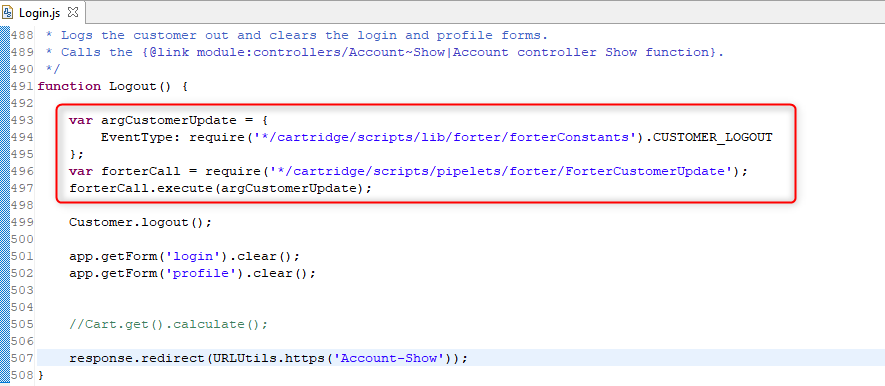 Login.js
488 * Logs the customer out and clears the login and profile forms.
489 * Calls the {@link module:controllers/Account~Show|Account controller Show function}.
490 */
491 function Logout() {
492
493 var argCustomerUpdate = {
494 EventType: require('*/cartridge/scripts/lib/forter/forterConstants').CUSTOMER_LOGOUT
495 };
496 var forterCall = require('*/cartridge/scripts/pipelets/forter/ForterCustomerUpdate');
497 forterCall.execute(argCustomerUpdate);
498
499 Customer.logout();
500
501 app.getForm('login').clear();
502 app.getForm('profile').clear();
503
504
505 //Cart.get().calculate();
506
507 response.redirect(URLUtils.https('Account-Show'));
508 }